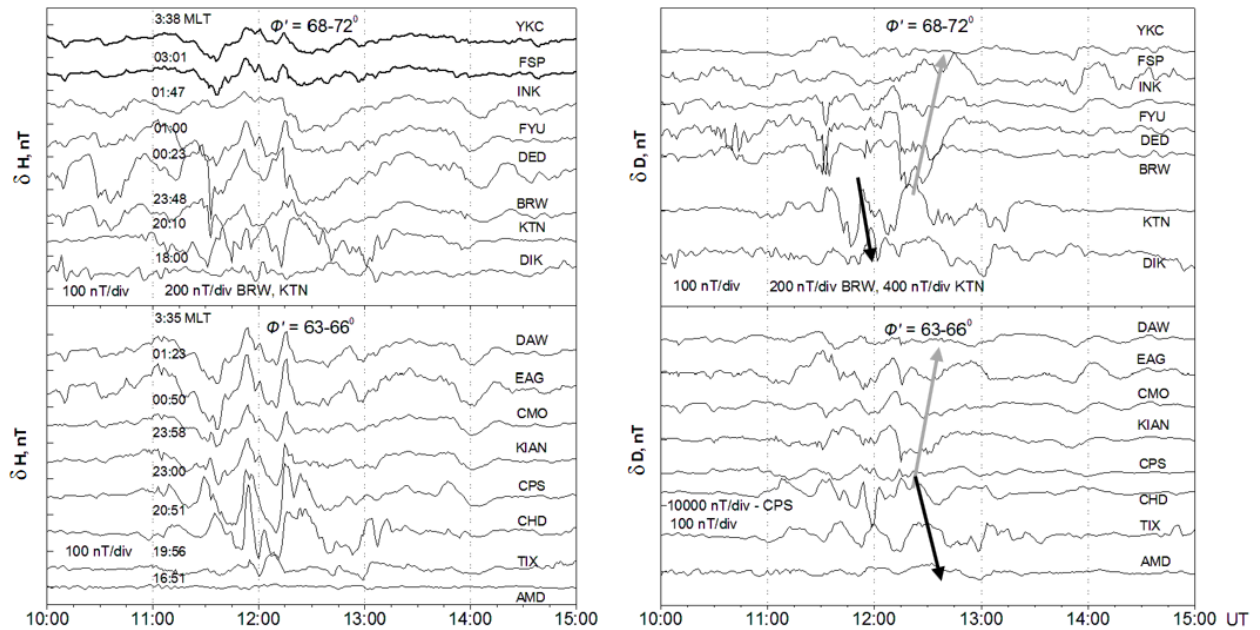 δ H, nT
3:38 MLT
Φ' = 68-72⁰
YKC
03:01
FSP
01:47
INK
01:00
FYU
00:23
DED
23:48
BRW
20:10
KTN
18:00
DIK
100 nT/div 200 nT/div BRW, KTN
δ H, nT
3:35 MLT
Φ' = 63-66⁰
DAW
01:23
EAG
00:50
CMO
23:58
KIAN
23:00
CPS
20:51
CHD
100 nT/div
19:56
TIX
16:51
AMD
10:00 11:00 12:00 13:00 14:00 15:00
δ D, nT
Φ' = 68-72⁰
YKC
FSP
INK
FYU
DED
BRW
KTN
DIK
100 nT/div 200 nT/div BRW, 400 nT/div KTN
δ D, nT
Φ' = 63-66⁰
DAW
EAG
CMO
KIAN
CPS
10000 nT/div - CPS
CHD
100 nT/div
TIX
AMD
10:00 11:00 12:00 13:00 14:00 15:00 UT